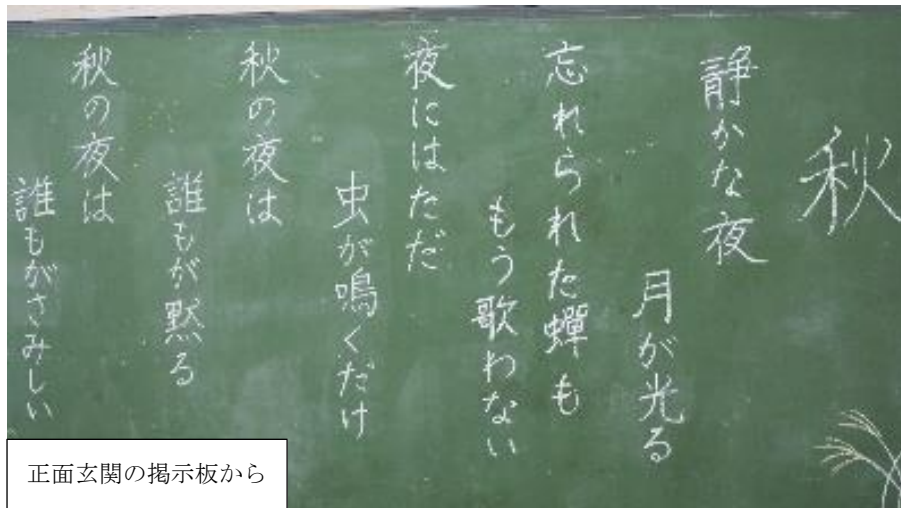 秋
静かな夜
月が光る
忘れられた蟬も
もう歌わない
夜にはただ
虫が鳴くだけ
秋の夜は
誰もが黙る
秋の夜は
誰もがさみしい
正面玄関の掲示板から